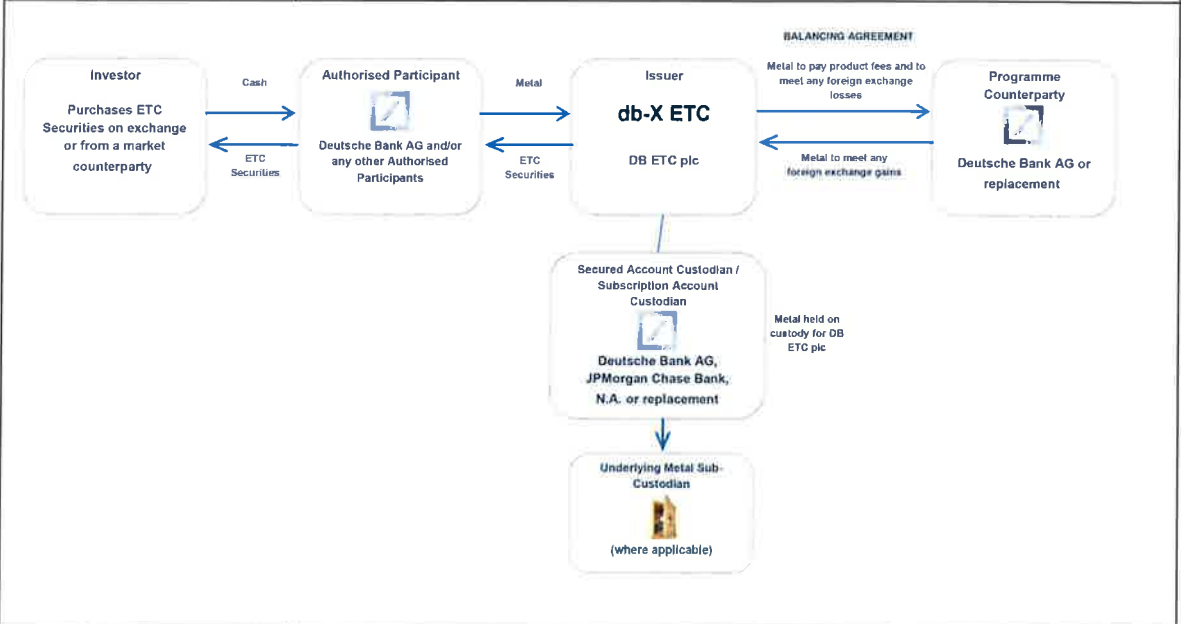 BALANCING AGREEMENT
Investor
Purchases ETC
Securities on exchange
or from a market
counterparty
Cash
ETC
Securities
Authorised Participant
Deutsche Bank AG and/or
any other Authorised
Participants
Metal
ETC
Securities
Issuer
db-X ETC
DB ETC plc
Metal to pay product fees and to
meet any foreign exchange
losses
Metal to meet any
foreign exchange gains
Programme
Counterparty
Deutsche Bank AG or
replacement
Secured Account Custodian /
Subscription Account
Custodian
Deutsche Bank AG,
JPMorgan Chase Bank,
N.A. or replacement
Metal held on
custody for DB
ETC plc
Underlying Metal Sub-
Custodian
(where applicable)